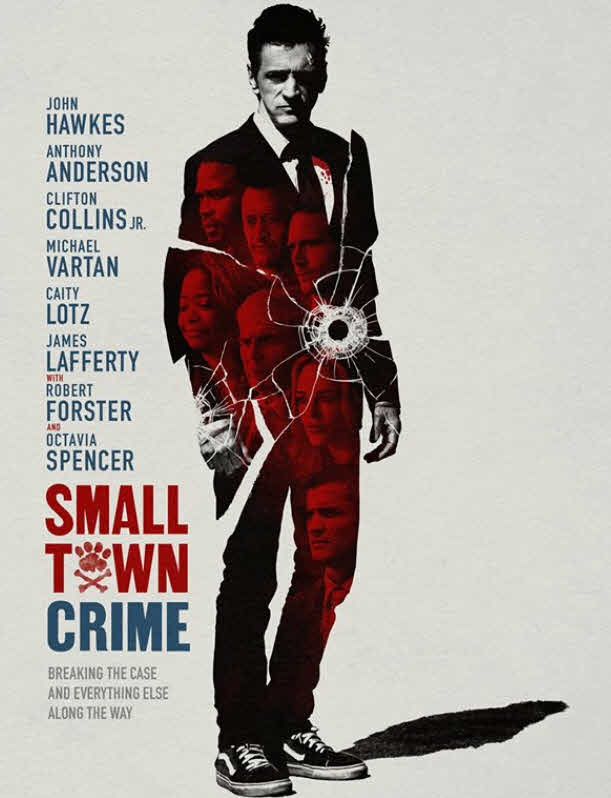 JOHN
HAWKES
ANTHONY
ANDERSON
CLIFTON
COLLINS JR.
MICHAEL
VARTAN
CAITY
LOTZ
JAMES
LAFFERTY
WITH
ROBERT
FORSTER
AND
OCTAVIA
SPENCER
SMALL
TOWN
CRIME
BREAKING THE CASE
AND EVERYTHING ELSE
ALONG THE WAY